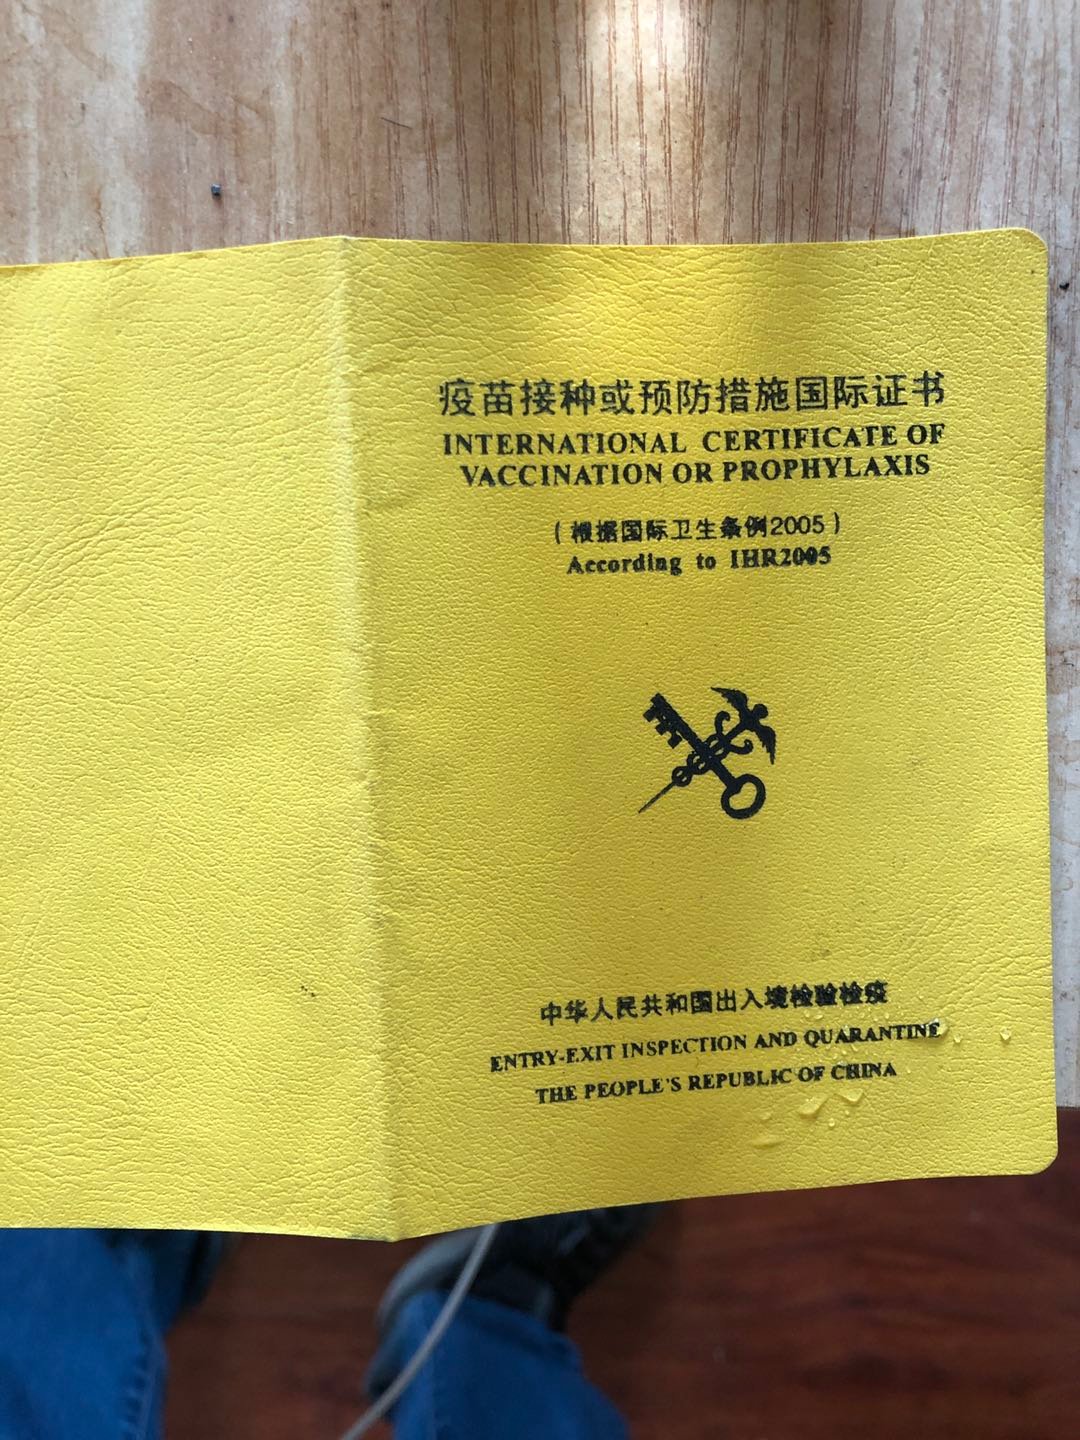 疫苗接种或预防措施国际证书
INTERNATIONAL CERTIFICATE OF
VACCINATION OR PROPHYLAXIS
（根据国际卫生条例2005）
According to IHR2005
中华人民共和国出入境检验检疫
ENTRY-EXIT INSPECTION AND QUARANTINE
THE PEOPLE'S REPUBLIC OF CHINA